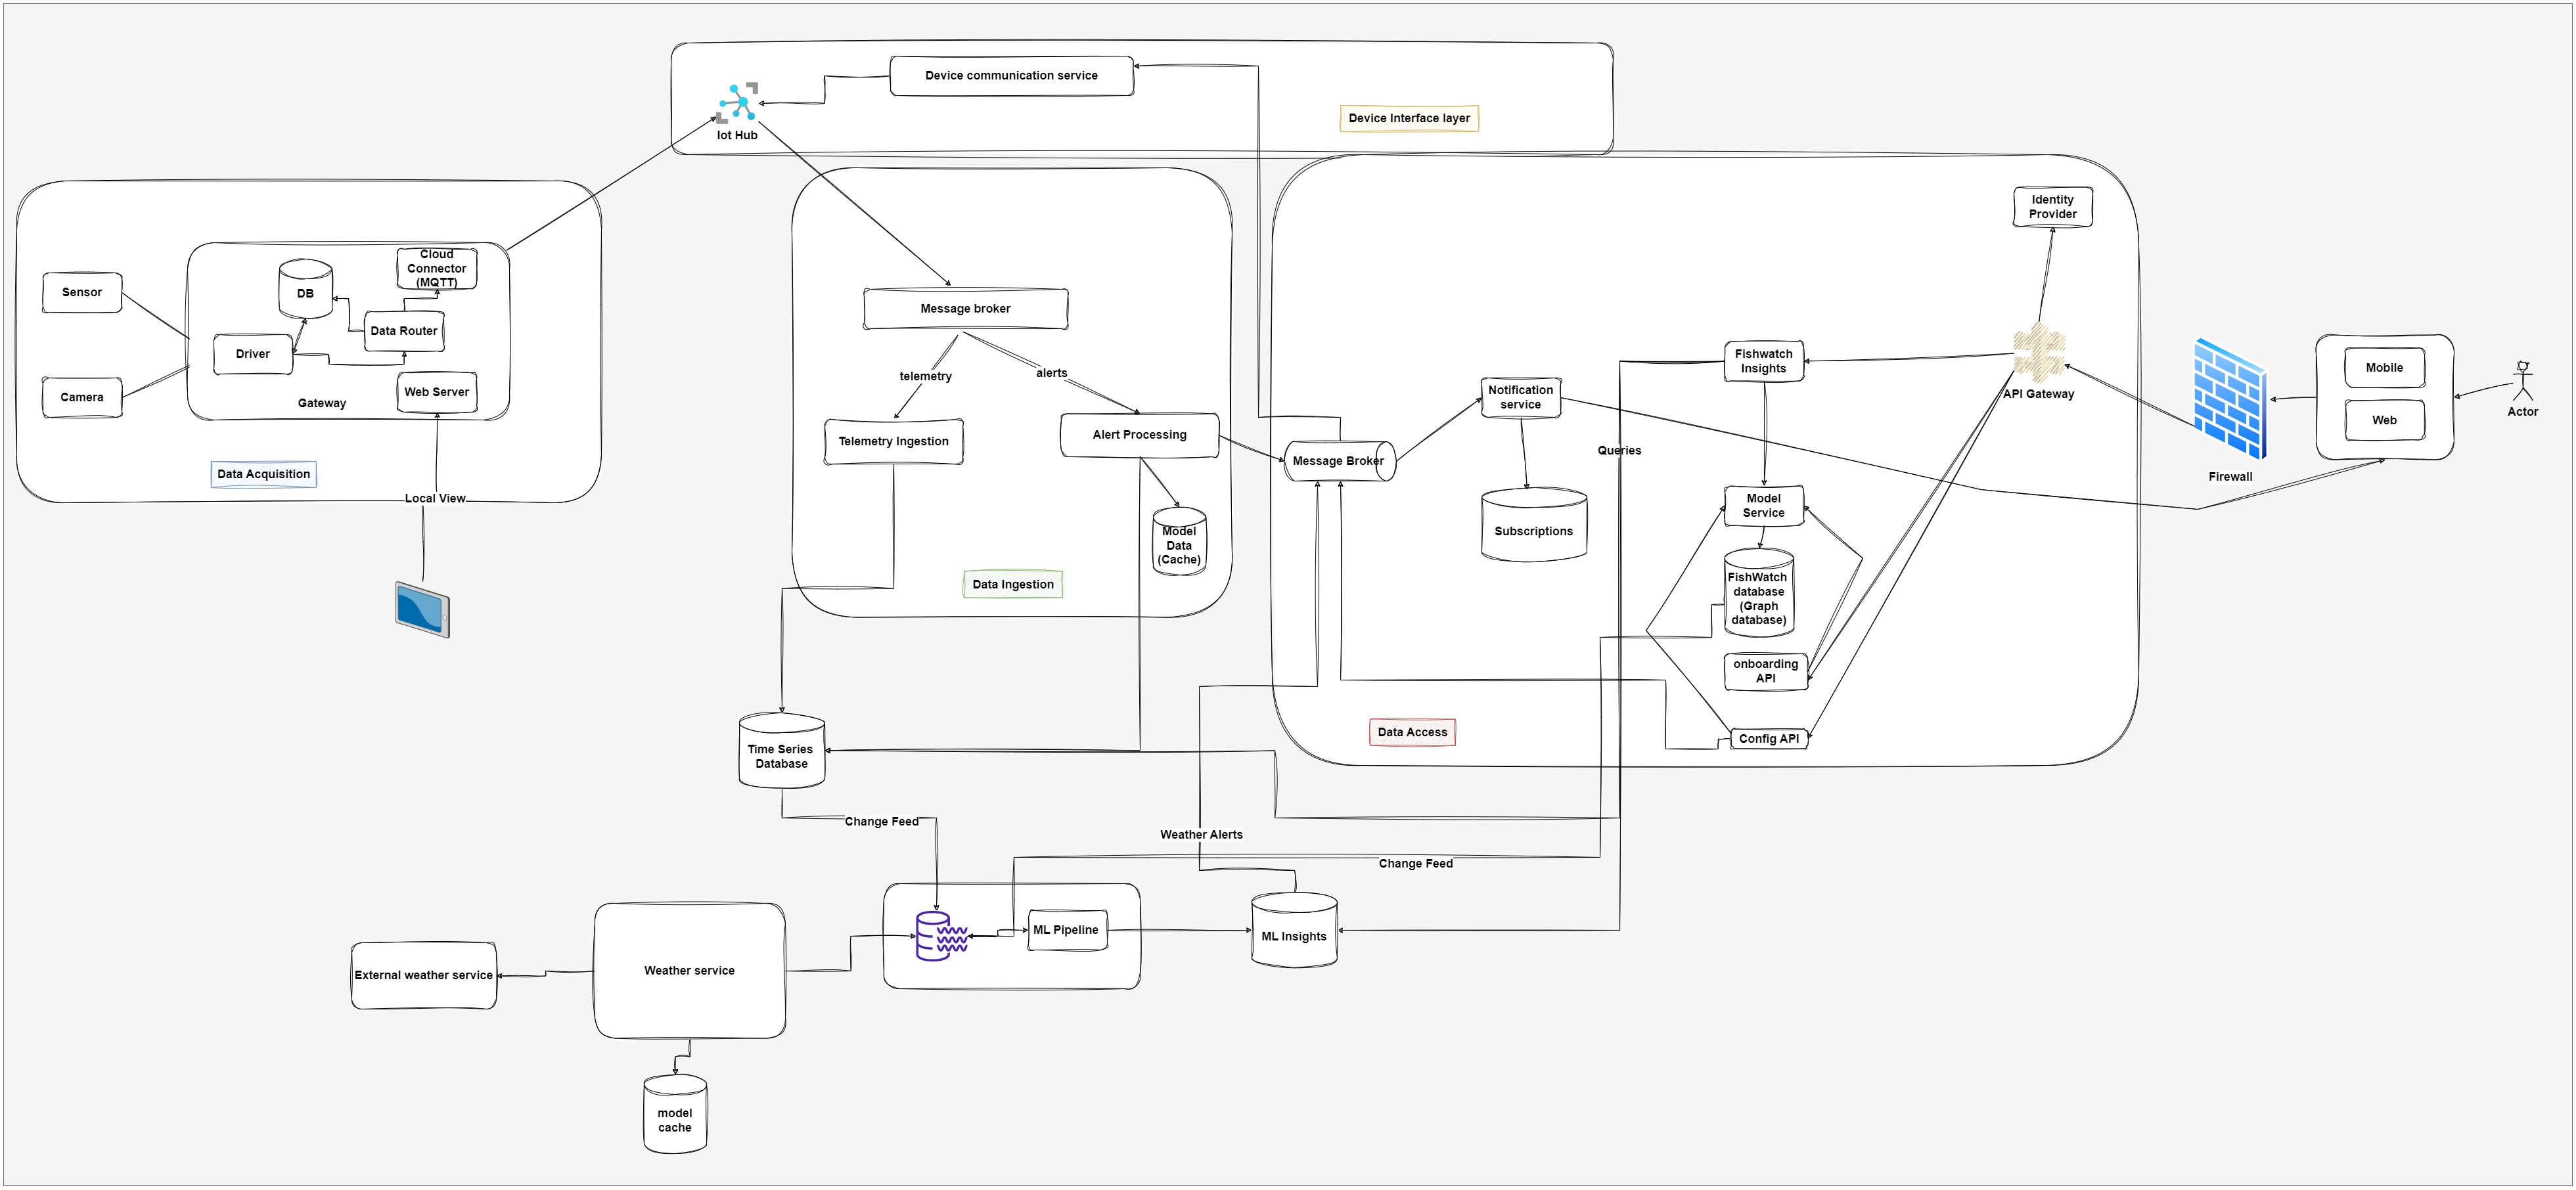 Device communication service
Iot Hub
Device Interface layer
Sensor
Camera
DB
Cloud
Connector
(MQTT)
Data Router
Driver
Web Server
Gateway
Data Acquisition
Local View
Message broker
telemetry
alerts
Telemetry Ingestion
Alert Processing
Model
Data
(Cache)
Data Ingestion
Identity
Provider
Fishwatch
Insights
API Gateway
Notification
service
Message Broker
Queries
Subscriptions
Model
Service
FishWatch
database
(Graph
database)
onboarding
API
Config API
Data Access
Firewall
Mobile
Web
Actor
Time Series
Database
Change Feed
Weather Alerts
Change Feed
ML Pipeline
ML Insights
External weather service
Weather service
model
cache